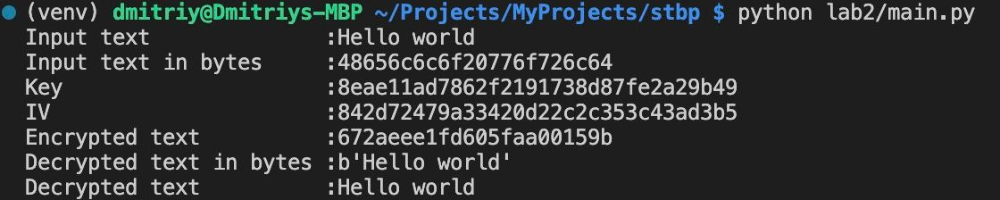 (venv) dmitriy@Dmitriys-MBP ~/Projects/MyProjects/stbp $ python lab2/main.py
Input text :Hello world
Input text in bytes :48656c6c6f20776f726c64
Key :8eae11ad7862f2191738d87fe2a29b49
IV :842d72479a33420d22c2c353c43ad3b5
Encrypted text :672aeee1fd605faa00159b
Decrypted text in bytes :b'Hello world'
Decrypted text :Hello world